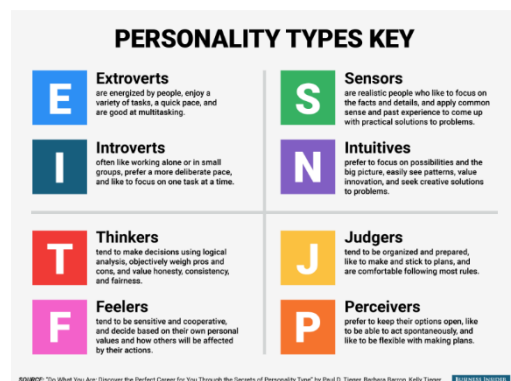 PERSONALITY TYPES KEY
E
Extroverts
are energized by people, enjoy a
variety of tasks, a quick pace, and
are good at multitasking.
I
Introverts
often like working alone or in small
groups, prefer a more deliberate pace,
and like to focus on one task at a time.
S
Sensors
are realistic people who like to focus on
the facts and details, and apply common
sense and past experience to come up
with practical solutions to problems.
N
Intuitives
prefer to focus on possibilities and the
big picture, easily see patterns, value
innovation, and seek creative solutions
to problems.
T
Thinkers
tend to make decisions using logical
analysis, objectively weigh pros and
cons, and value honesty, consistency,
and fairness.
F
Feelers
tend to be sensitive and cooperative,
and decide based on their own personal
values and how others will be affected
by their actions.
J
Judgers
tend to be organized and prepared,
like to make and stick to plans, and
are comfortable following most rules.
P
Perceivers
prefer to keep their options open, like
to be able to act spontaneously, and
like to be flexible with making plans.
SOURCE: "Do What You Are: Discover the Perfect Career for You Through the Secrets of Personality Type" by Paul D. Tieger, Barbara Barron, Kelly Tieger
BUSINESS INSIDER